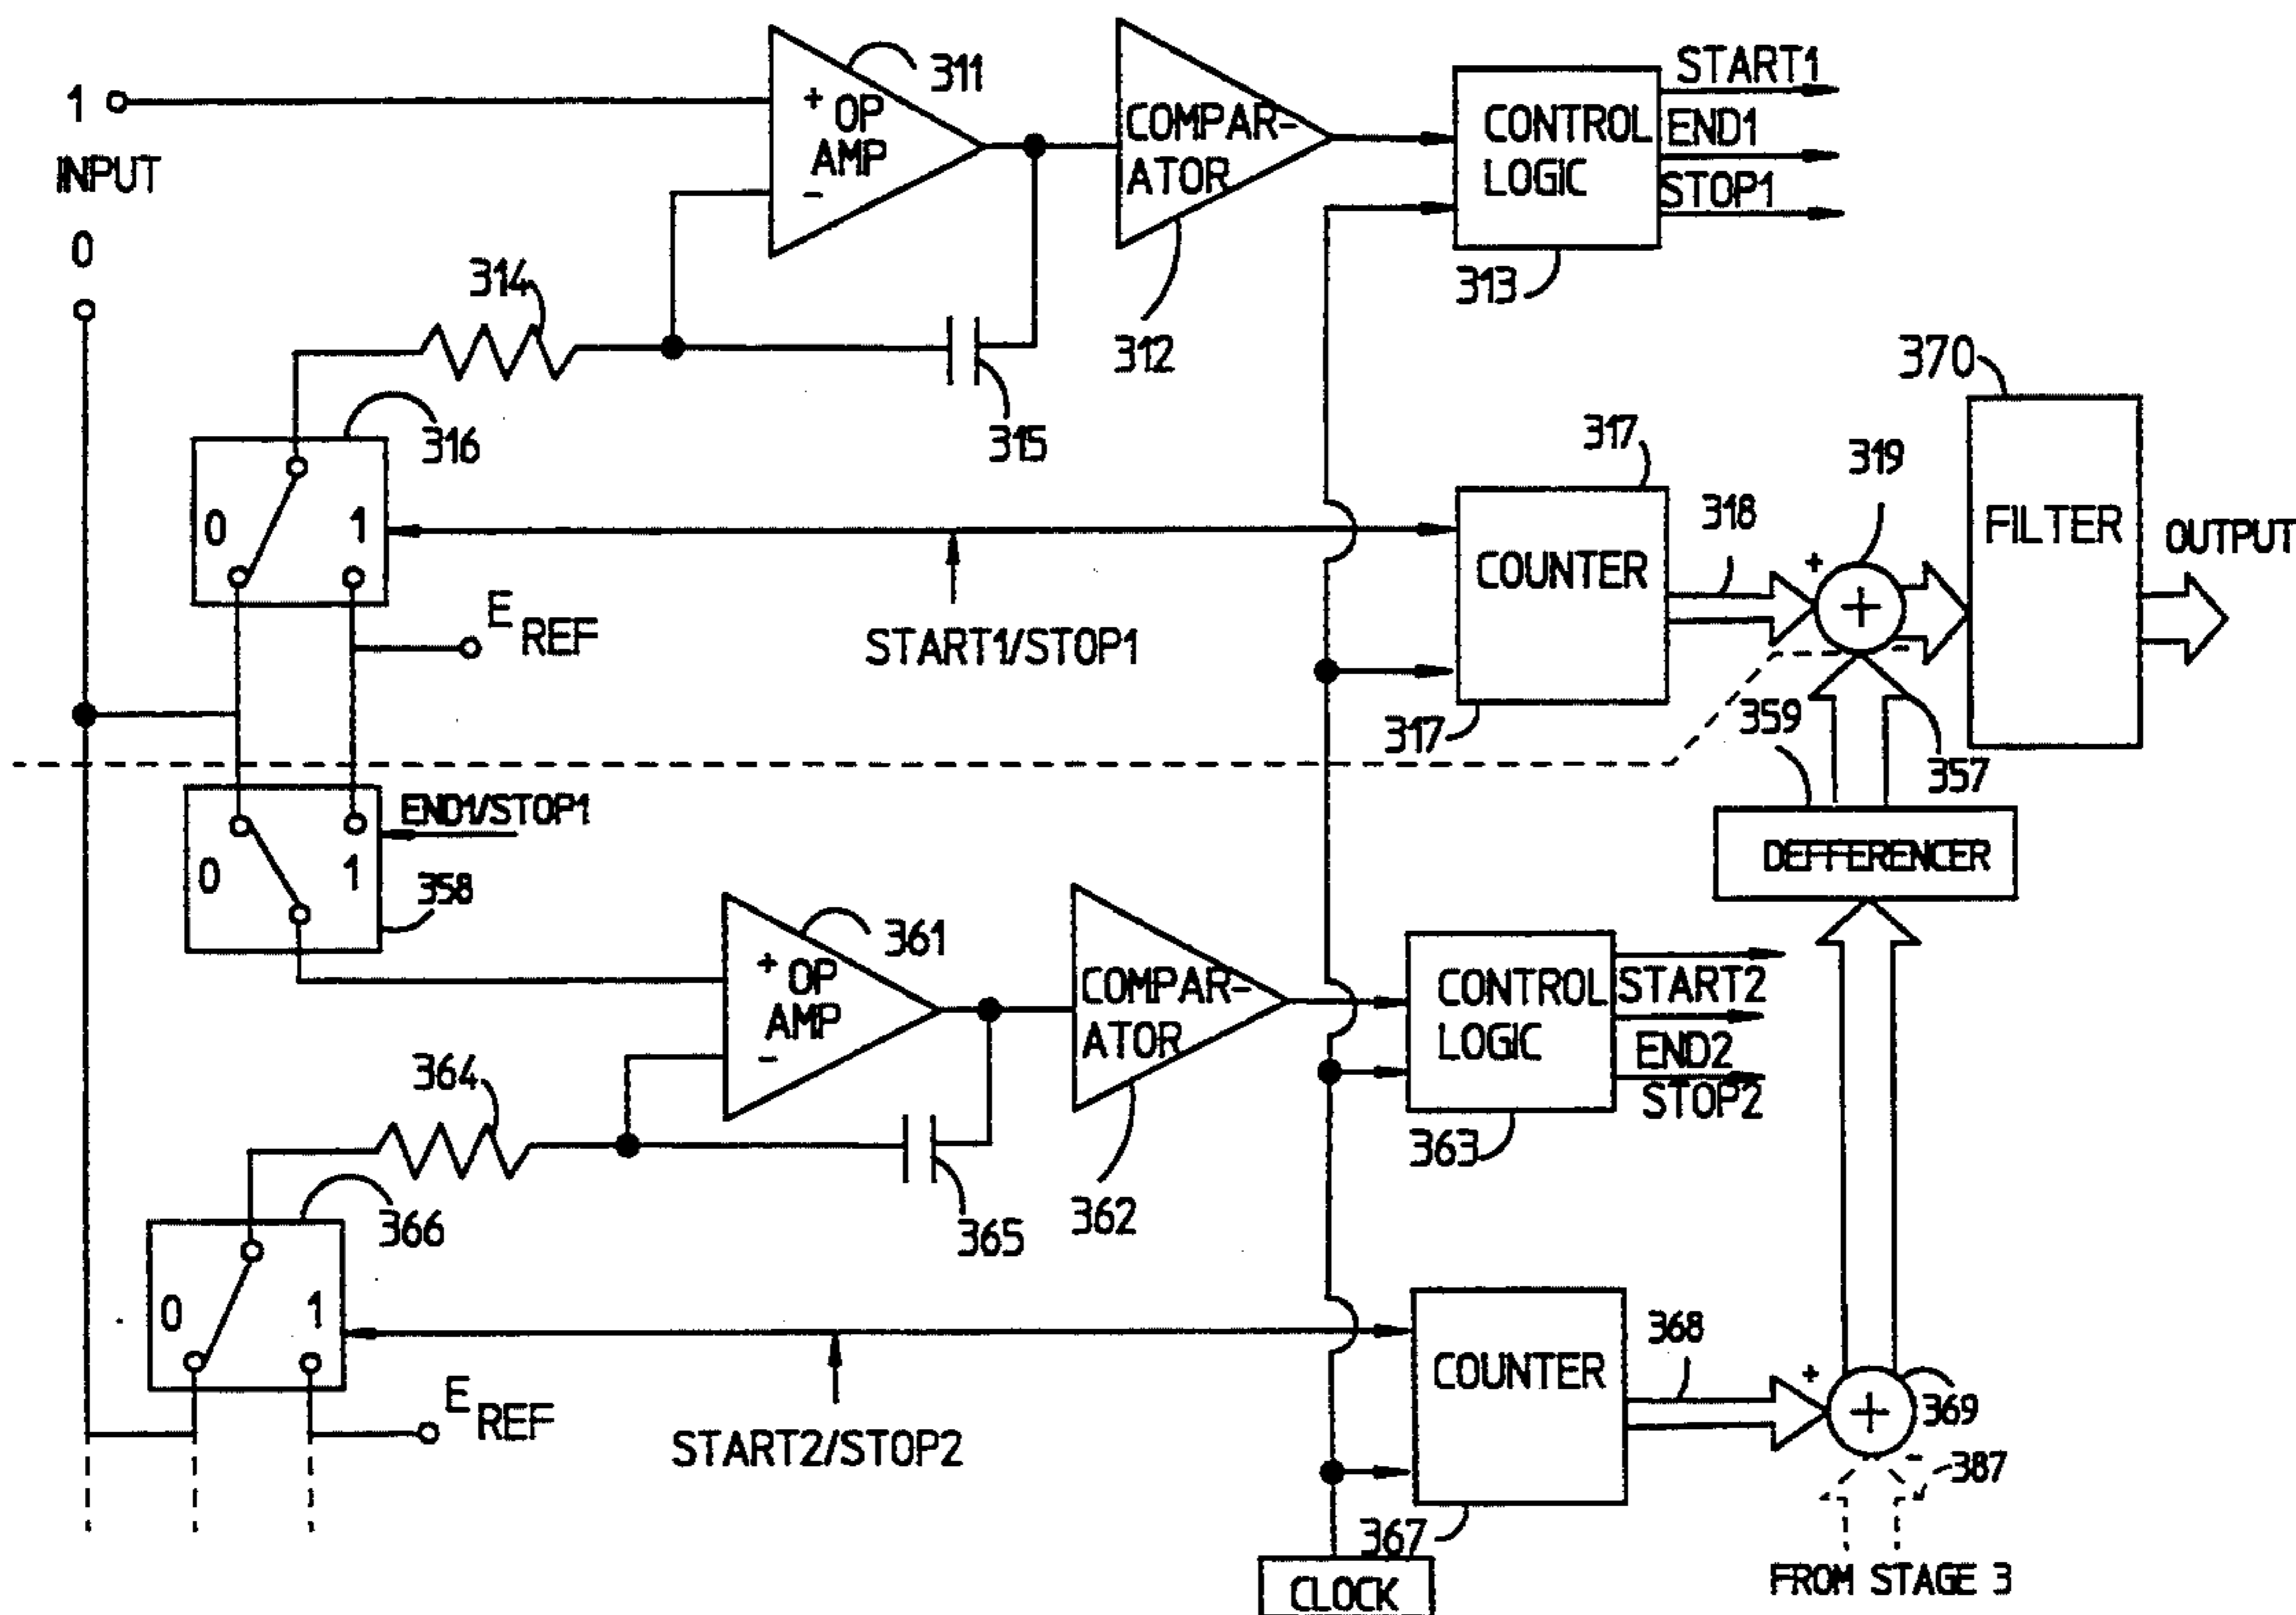 1
INPUT
0
+ OP
AMP
-
311
COMPAR-
ATOR
312
CONTROL
LOGIC
313
START1
END1
STOP1
314
315
316
0 1
E REF
START1/STOP1
317
COUNTER
317
318
+
319
+
-
370
FILTER
OUTPUT
357
359
DEFFERENCER
END1/STOP1
0 1
358
+ OP
AMP
-
361
COMPAR-
ATOR
362
CONTROL
LOGIC
363
START2
END2
STOP2
364
365
366
0 1
E REF
START2/STOP2
COUNTER
367
368
+
+
369
-
387
FROM STAGE 3
CLOCK